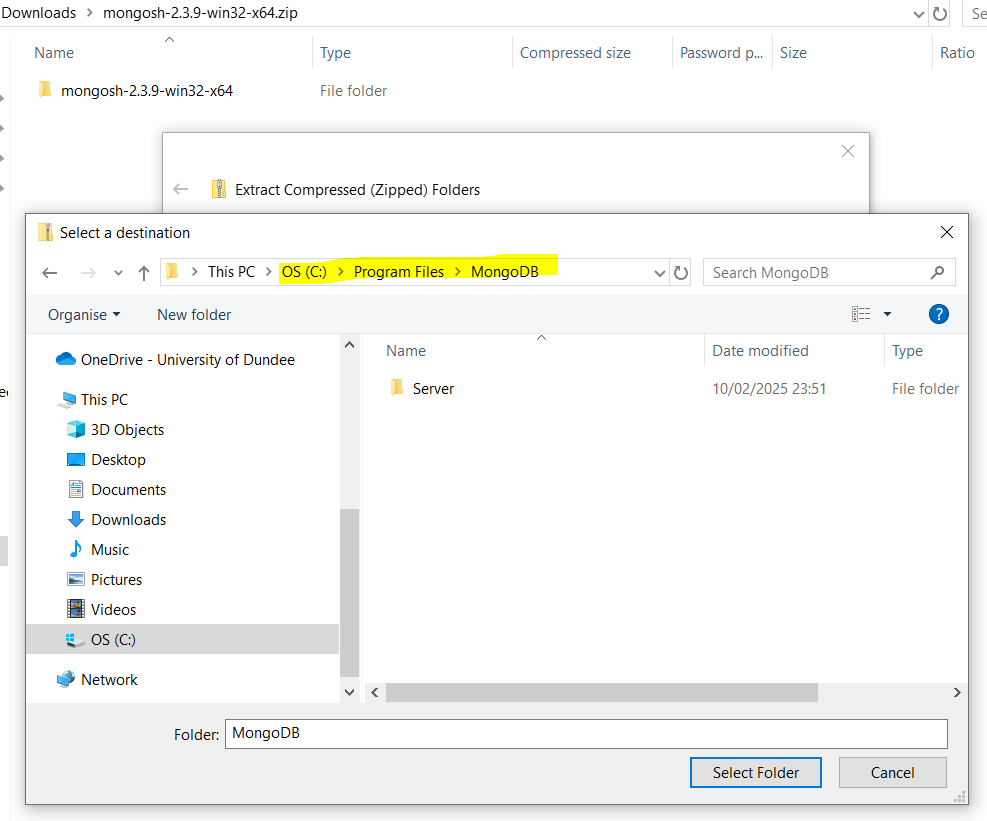 Downloads > mongosh-2.3.9-win32-x64.zip Se
Name Type Compressed size Password p... Size Ratio
mongosh-2.3.9-win32-x64 File folder
Extract Compressed (Zipped) Folders
Select a destination
This PC > OS (C:) > Program Files > MongoDB Search MongoDB
Organise New folder ?
Name Date modified Type
OneDrive - University of Dundee
Server 10/02/2025 23:51 File folder
This PC
3D Objects
Desktop
Documents
Downloads
Music
Pictures
Videos
OS (C:)
Network
Folder: MongoDB
Select Folder Cancel